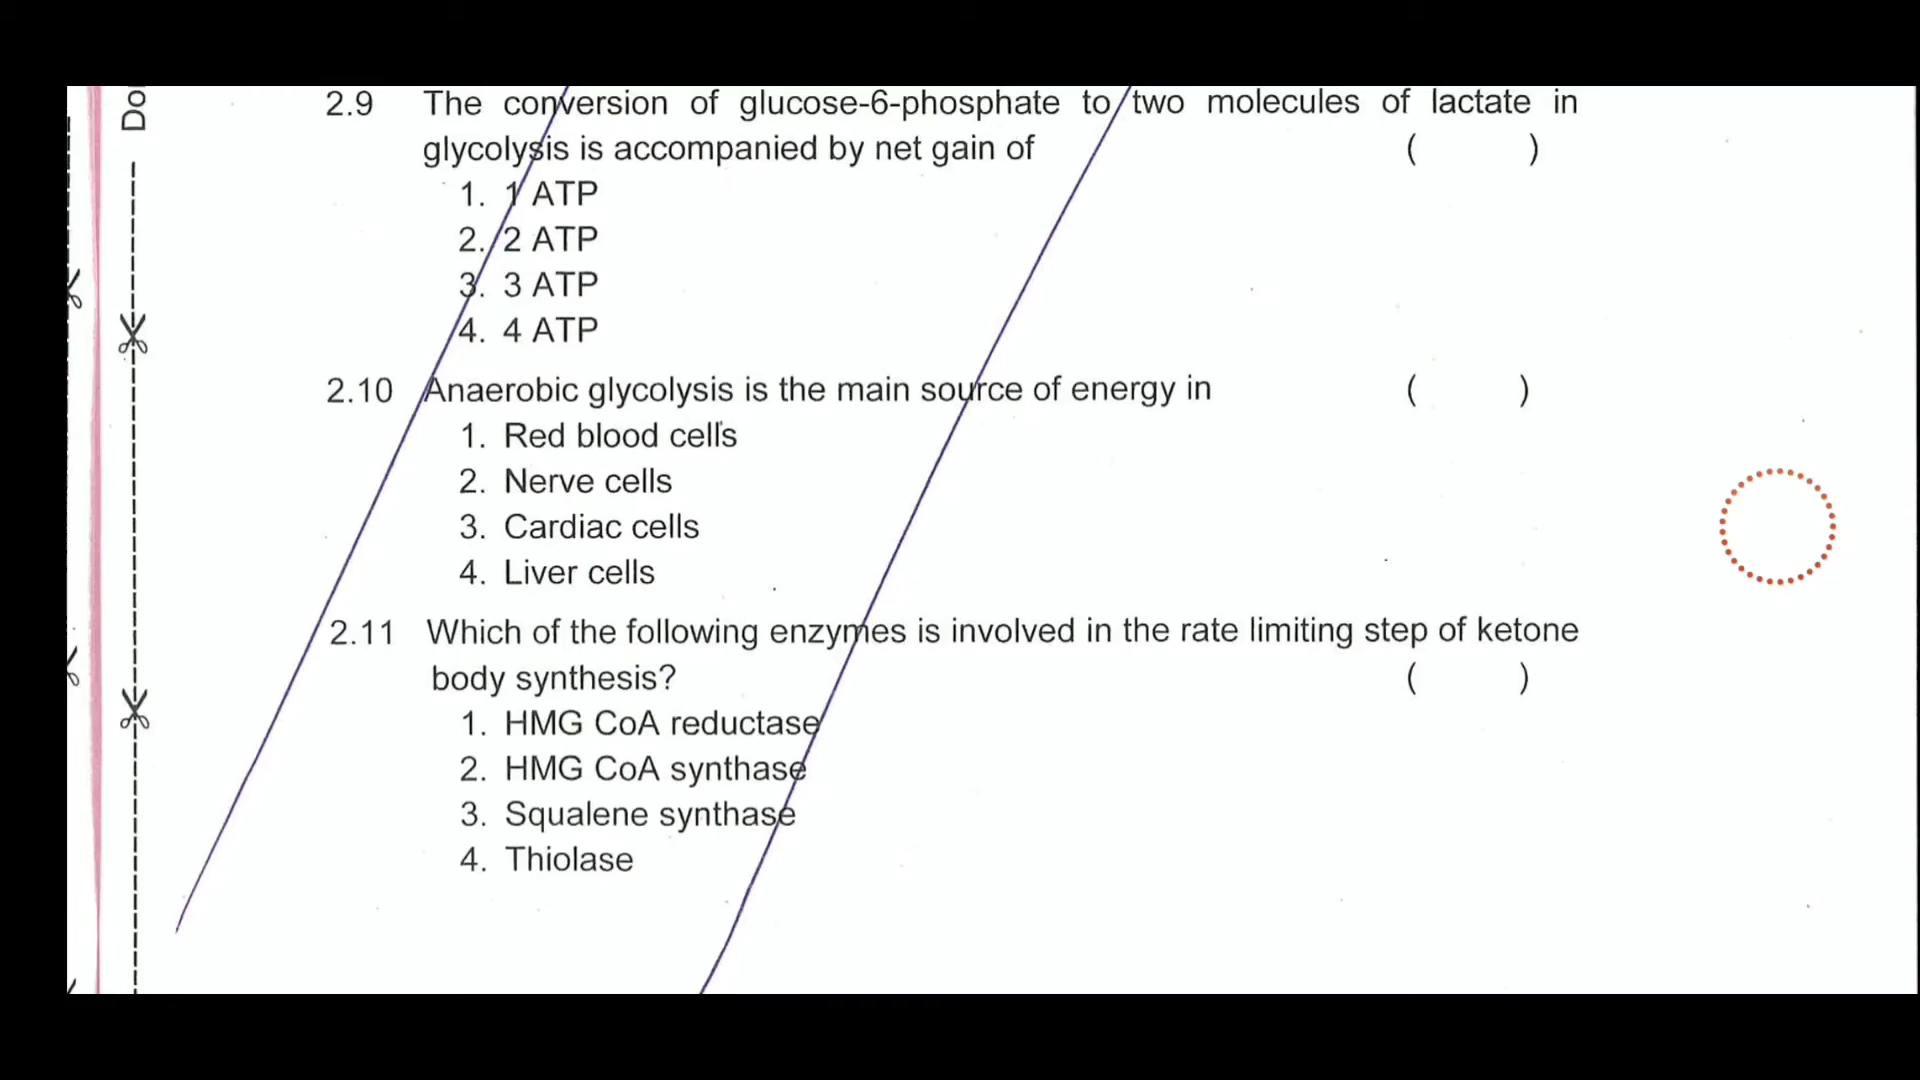 Do
2.9 The conversion of glucose-6-phosphate to two molecules of lactate in
glycolysis is accompanied by net gain of ( )
1. 1 ATP
2. 2 ATP
3. 3 ATP
4. 4 ATP
2.10 Anaerobic glycolysis is the main source of energy in ( )
1. Red blood cells
2. Nerve cells
3. Cardiac cells
4. Liver cells
2.11 Which of the following enzymes is involved in the rate limiting step of ketone
body synthesis? ( )
1. HMG CoA reductase
2. HMG CoA synthase
3. Squalene synthase
4. Thiolase